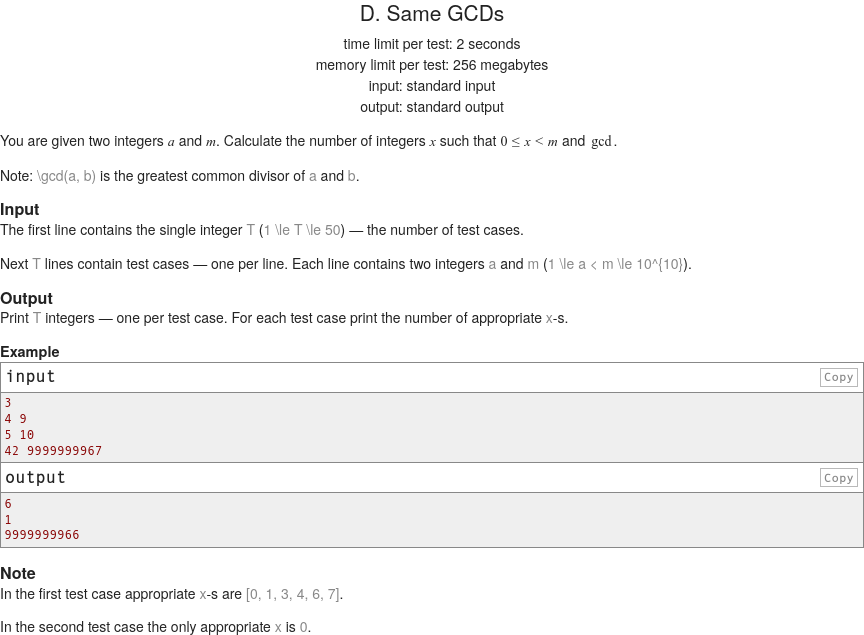 D. Same GCDs
time limit per test: 2 seconds
memory limit per test: 256 megabytes
input: standard input
output: standard output
You are given two integers a and m. Calculate the number of integers x such that 0 ≤ x < m and gcd.
Note: \gcd(a, b) is the greatest common divisor of a and b.
Input
The first line contains the single integer T (1 \le T \le 50) — the number of test cases.
Next T lines contain test cases — one per line. Each line contains two integers a and m (1 \le a < m \le 10^{10}).
Output
Print T integers — one per test case. For each test case print the number of appropriate x-s.
Example
input
Copy
3
4 9
5 10
42 9999999967
output
Copy
6
1
9999999966
Note
In the first test case appropriate x-s are [0, 1, 3, 4, 6, 7].
In the second test case the only appropriate x is 0.